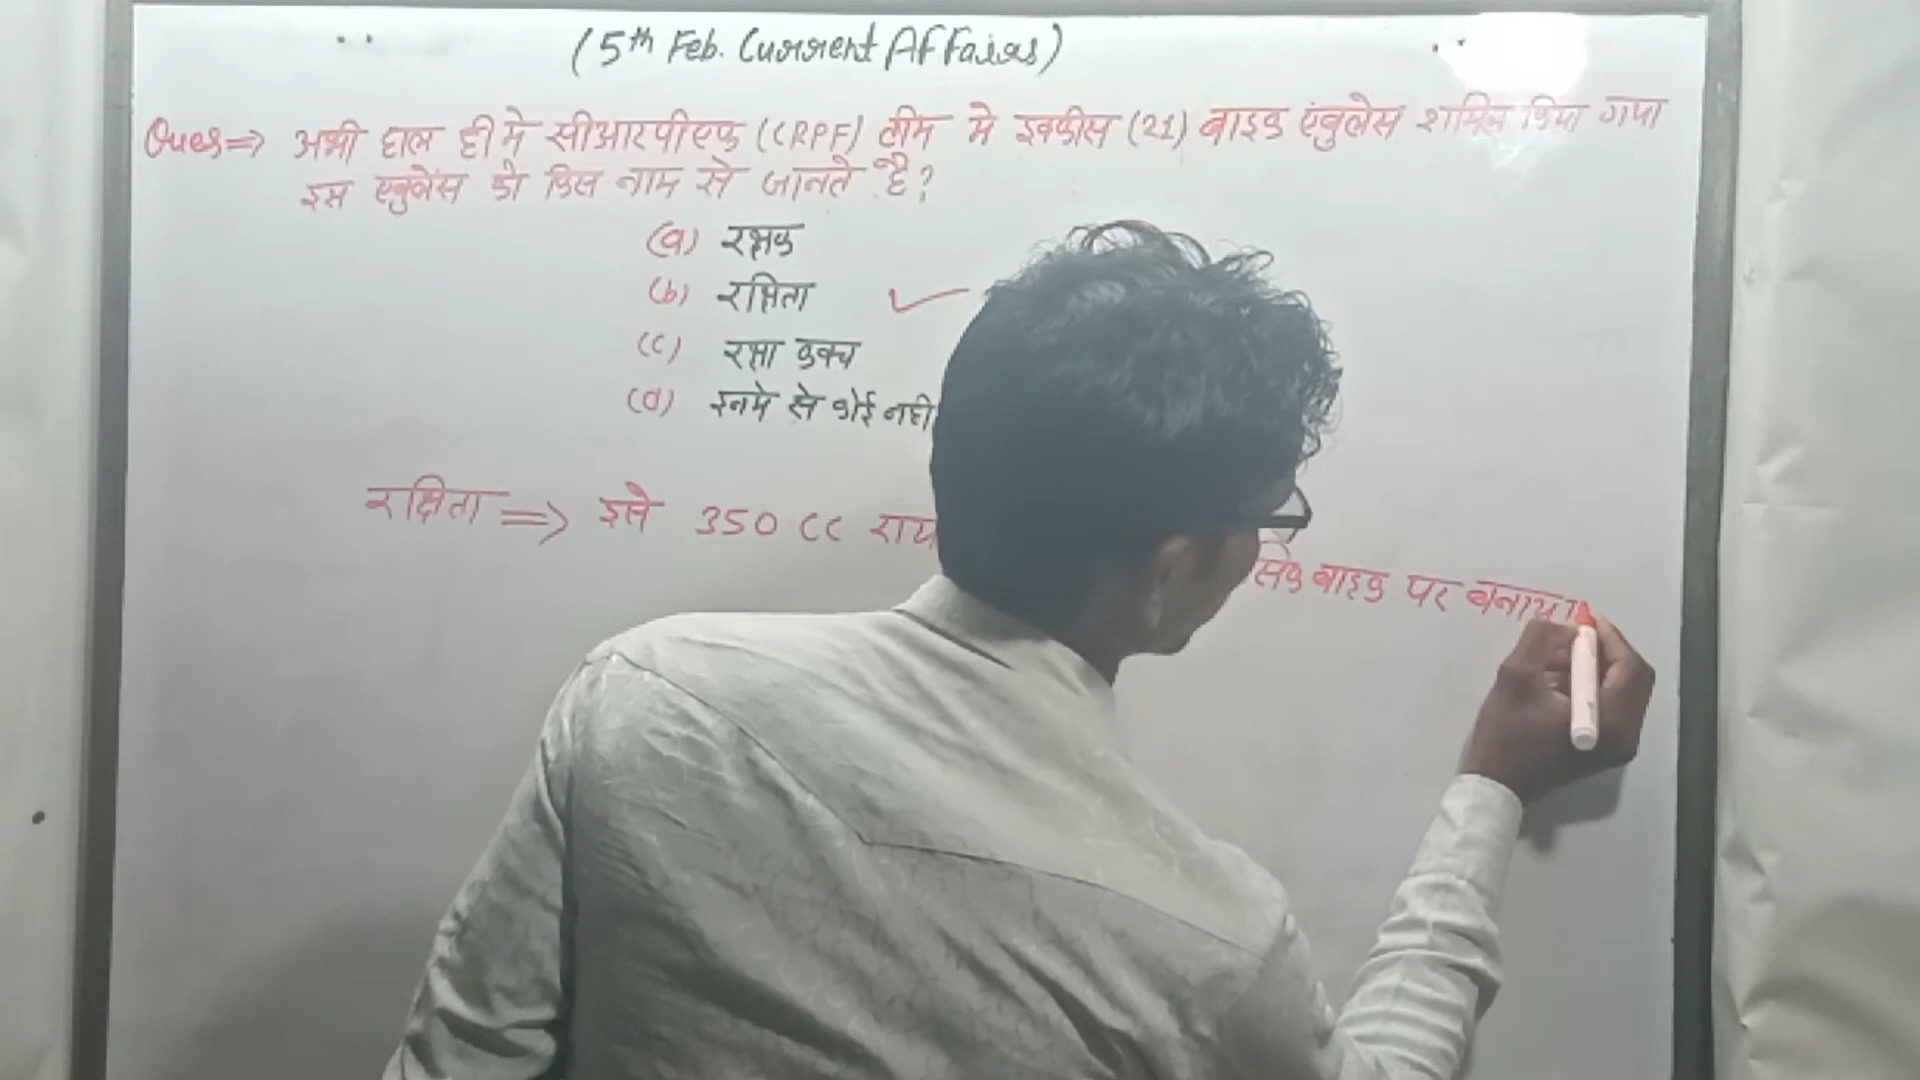 (5th Feb. Current Affairs)
Ques⇒ अभी हाल ही मे सीआरपीएफ (CRPF) टीम मे इक्कीस (21) बाइक एंबुलेंस शामिल किया गया
इस एंबुलेंस को किस नाम से जानते है?
(a) रक्षक
(b) रक्षिता ✓
(c) रक्षा कवच
(d) इनमे से कोई नही
रक्षिता ⇒ इसे 350 CC बाइक पर बनाया